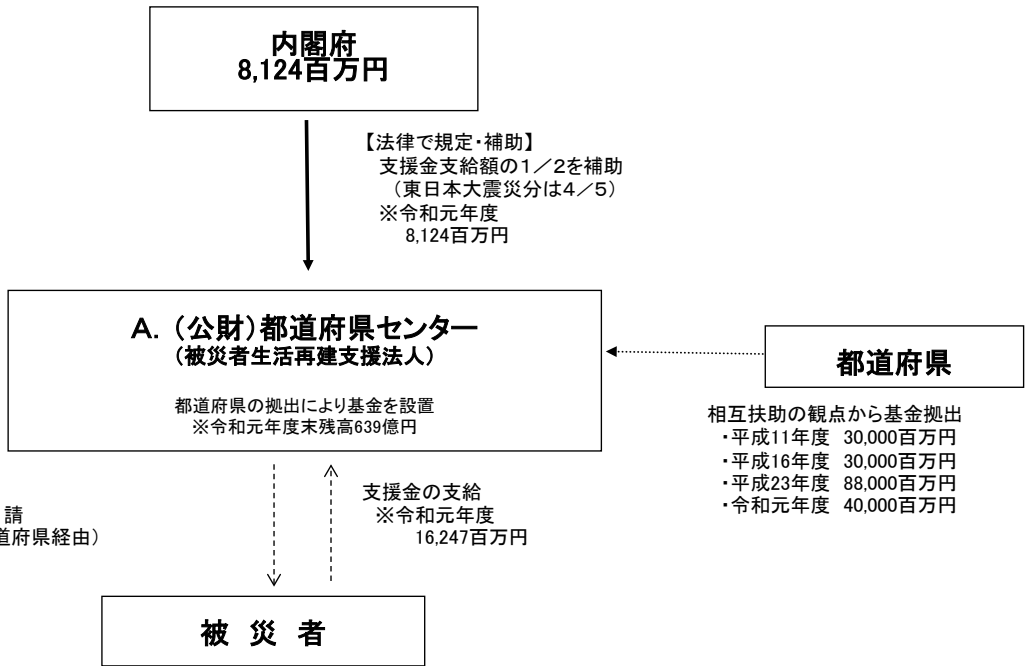 内閣府
8,124百万円
【法律で規定・補助】
支援金支給額の1／2を補助
（東日本大震災分は4／5）
※令和元年度
8,124百万円
A. （公財）都道府県センター
（被災者生活再建支援法人）
都道府県の拠出により基金を設置
※令和元年度末残高639億円
都道府県
相互扶助の観点から基金拠出
・平成11年度 30,000百万円
・平成16年度 30,000百万円
・平成23年度 88,000百万円
・令和元年度 40,000百万円
支援金の支給
※令和元年度
16,247百万円
請
道府県経由）
被 災 者